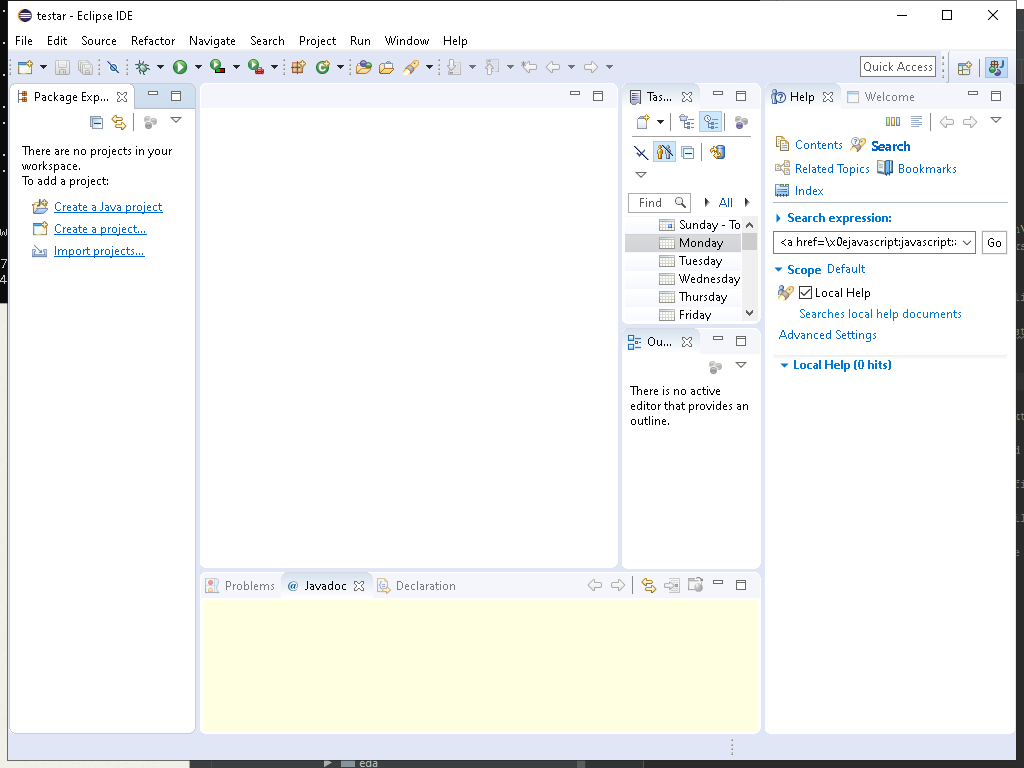 testar - Eclipse IDE
File Edit Source Refactor Navigate Search Project Run Window Help
Quick Access
Package Exp...
There are no projects in your
workspace.
To add a project:
Create a Java project
Create a project...
Import projects...
Tas...
Find
All
Sunday - To
Monday
Tuesday
Wednesday
Thursday
Friday
Ou...
There is no active
editor that provides an
outline.
Help Welcome
Contents Search
Related Topics Bookmarks
Index
Search expression:
Go
Scope Default
Local Help
Searches local help documents
Advanced Settings
Local Help (0 hits)
Problems @ Javadoc Declaration
eda